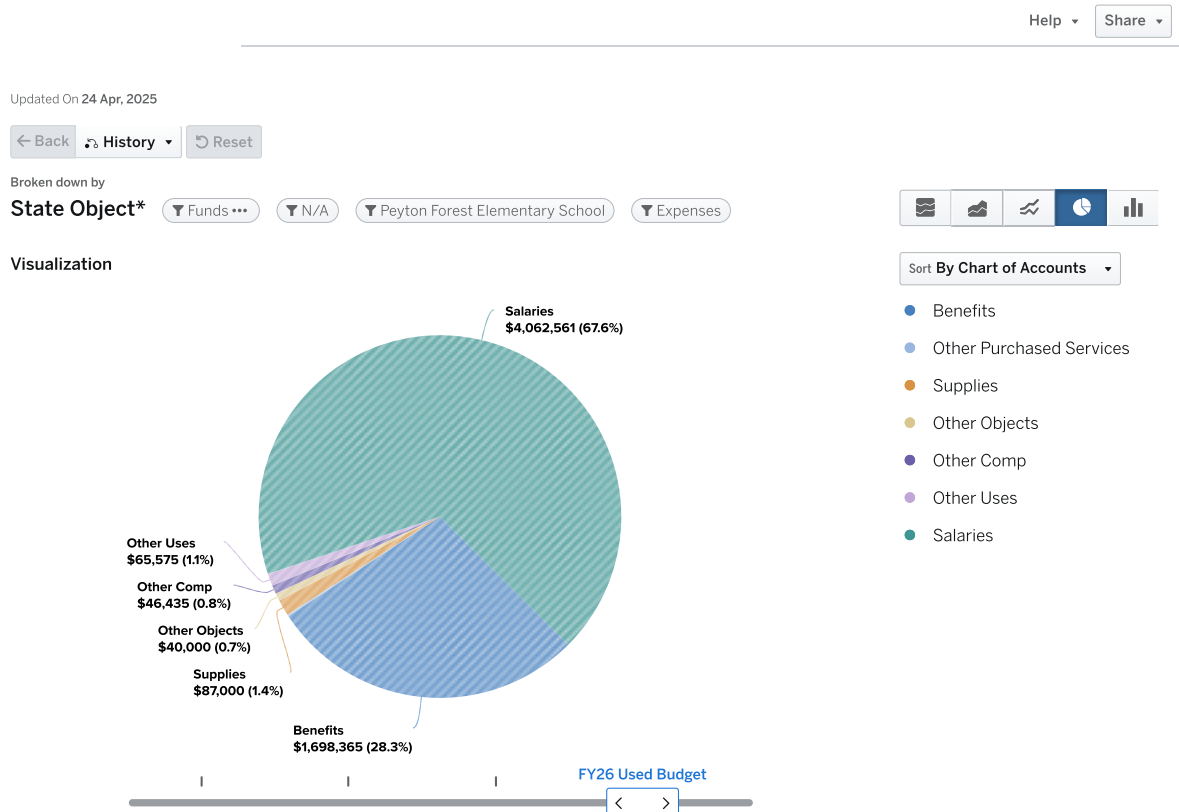 Help
Share
Updated On 24 Apr, 2025
Back
History
Reset
Broken down by
State Object*
Funds •••
N/A
Peyton Forest Elementary School
Expenses
Visualization
Sort By Chart of Accounts
Benefits
Other Purchased Services
Supplies
Other Objects
Other Comp
Other Uses
Salaries
Salaries
$4,062,561 (67.6%)
Other Uses
$65,575 (1.1%)
Other Comp
$46,435 (0.8%)
Other Objects
$40,000 (0.7%)
Supplies
$87,000 (1.4%)
Benefits
$1,698,365 (28.3%)
FY26 Used Budget